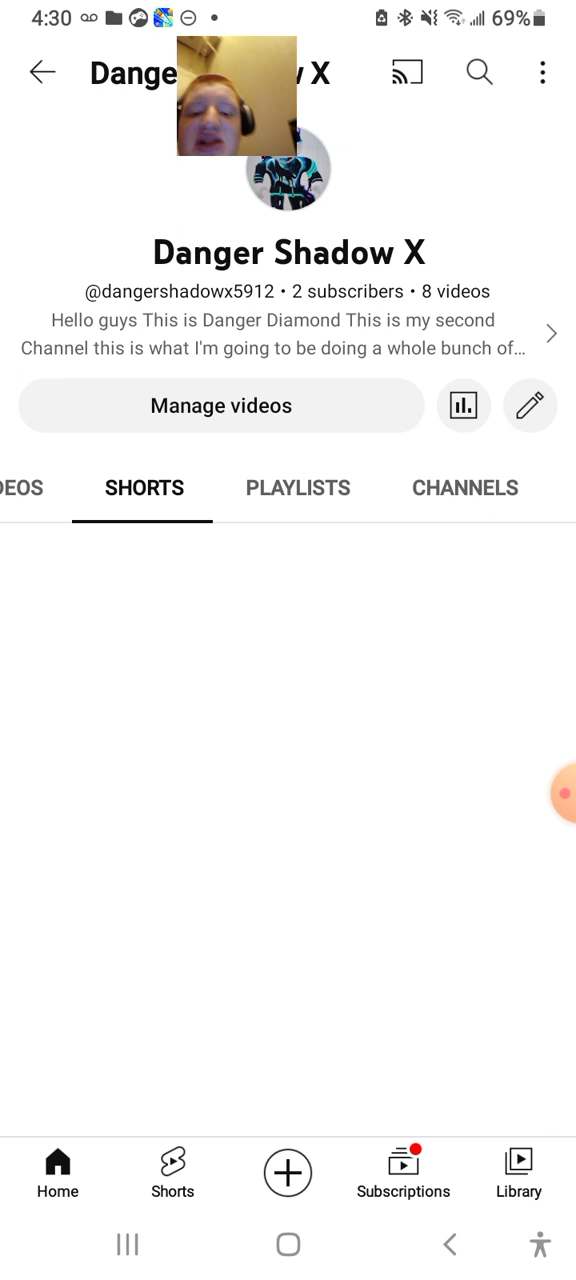 4:30 69%
Dange X
Danger Shadow X
@dangershadowx5912 • 2 subscribers • 8 videos
Hello guys This is Danger Diamond This is my second
Channel this is what I'm going to be doing a whole bunch of...
Manage videos
DEOS SHORTS PLAYLISTS CHANNELS
Home Shorts Subscriptions Library